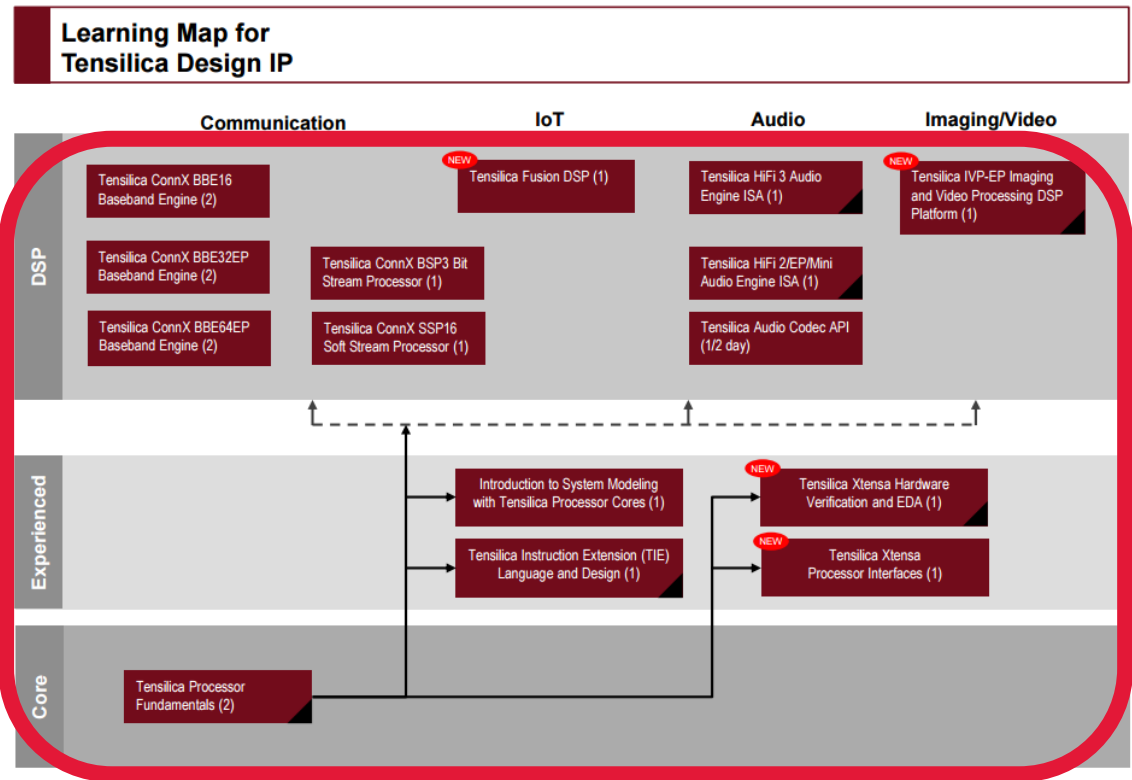 Learning Map for
Tensilica Design IP
Communication
IoT
Audio
Imaging/Video
DSP
Tensilica ConnX BBE16
Baseband Engine (2)
Tensilica ConnX BBE32EP
Baseband Engine (2)
Tensilica ConnX BBE64EP
Baseband Engine (2)
Tensilica ConnX BSP3 Bit
Stream Processor (1)
Tensilica ConnX SSP16
Soft Stream Processor (1)
NEW
Tensilica Fusion DSP (1)
Tensilica HiFi 3 Audio
Engine ISA (1)
Tensilica HiFi 2/EP/Mini
Audio Engine ISA (1)
Tensilica Audio Codec API
(1/2 day)
NEW
Tensilica IVP-EP Imaging
and Video Processing DSP
Platform (1)
Experienced
Introduction to System Modeling
with Tensilica Processor Cores (1)
Tensilica Instruction Extension (TIE)
Language and Design (1)
NEW
Tensilica Xtensa Hardware
Verification and EDA (1)
NEW
Tensilica Xtensa
Processor Interfaces (1)
Core
Tensilica Processor
Fundamentals (2)